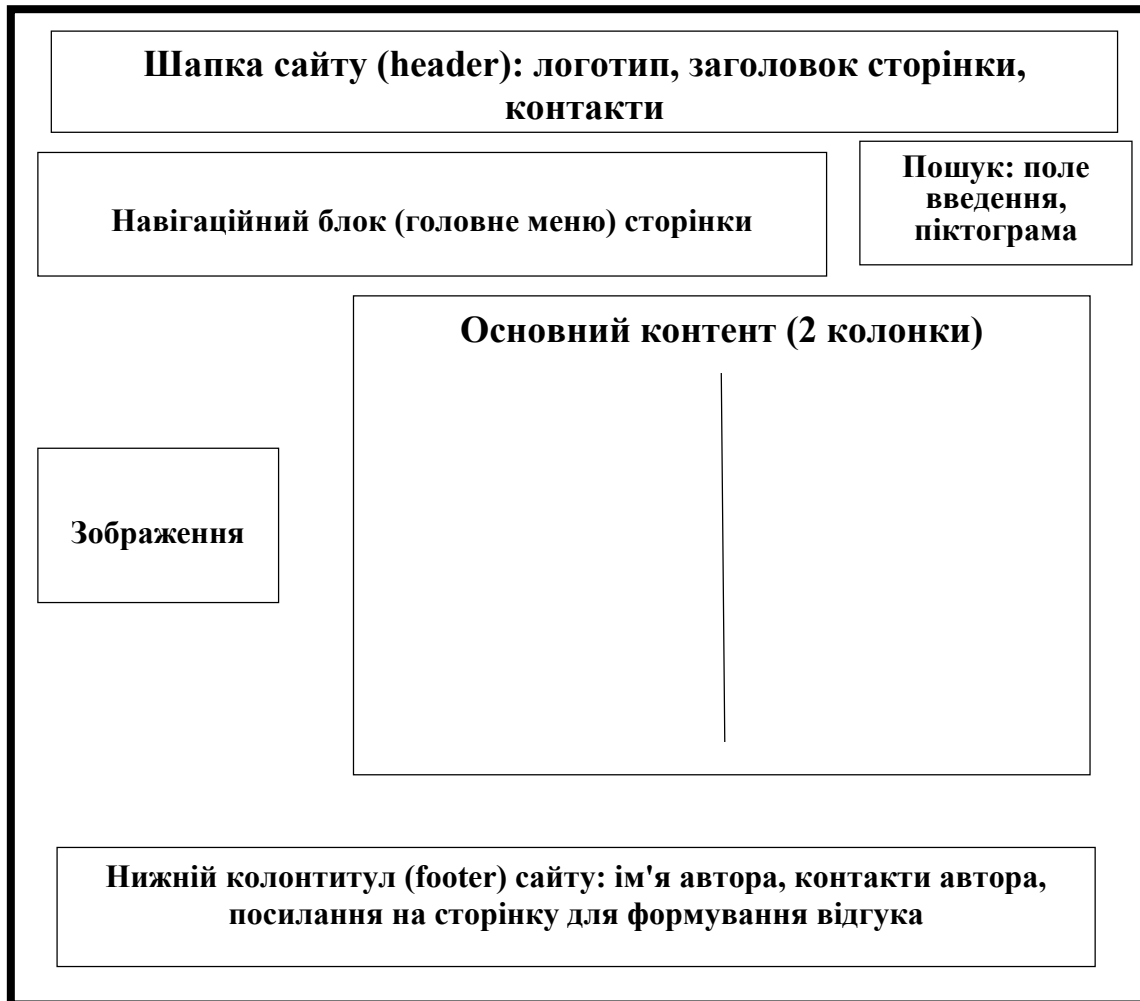 Шапка сайту (header): логотип, заголовок сторінки,
контакти
Навігаційний блок (головне меню) сторінки
Пошук: поле
введення,
піктограма
Основний контент (2 колонки)
Зображення
Нижній колонтитул (footer) сайту: ім'я автора, контакти автора,
посилання на сторінку для формування відгука